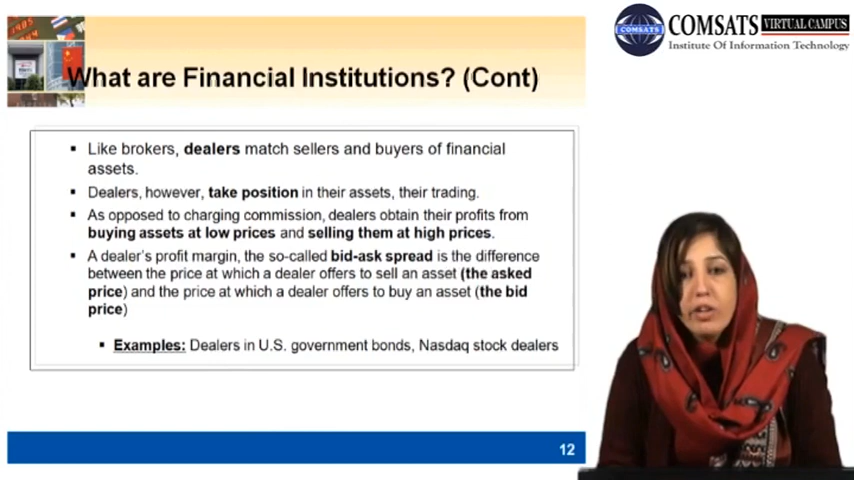 COMSATS
COMSATS VIRTUAL CAMPUS
Institute Of Information Technology
What are Financial Institutions? (Cont)
▪ Like brokers, dealers match sellers and buyers of financial
assets.
▪ Dealers, however, take position in their assets, their trading.
▪ As opposed to charging commission, dealers obtain their profits from
buying assets at low prices and selling them at high prices.
▪ A dealer's profit margin, the so-called bid-ask spread is the difference
between the price at which a dealer offers to sell an asset (the asked
price) and the price at which a dealer offers to buy an asset (the bid
price)
▪ Examples: Dealers in U.S. government bonds, Nasdaq stock dealers
12